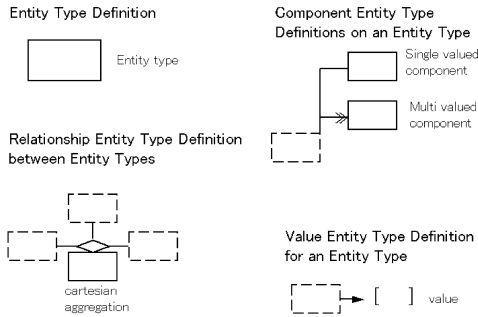 Entity Type Definition
Entity type
Component Entity Type
Definitions on an Entity Type
Single valued
component
Multi valued
component
Relationship Entity Type Definition
between Entity Types
cartesian
aggregation
Value Entity Type Definition
for an Entity Type
[ ] value